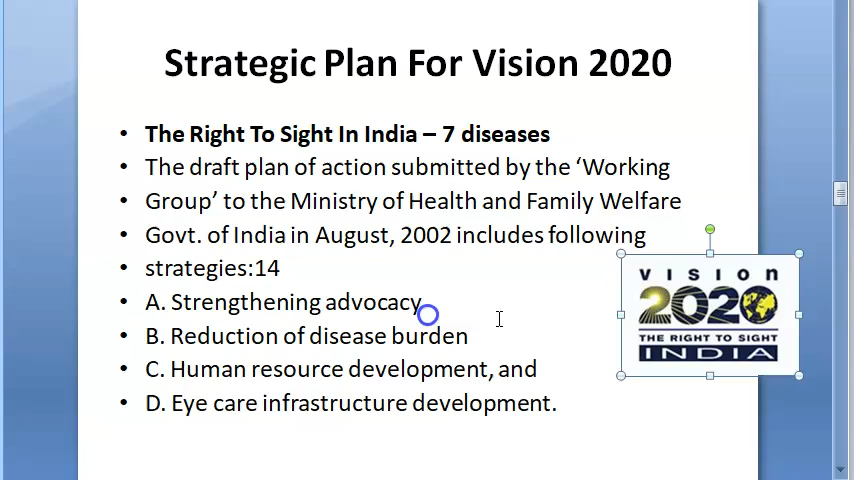 Strategic Plan For Vision 2020
• The Right To Sight In India – 7 diseases
• The draft plan of action submitted by the ‘Working
• Group’ to the Ministry of Health and Family Welfare
• Govt. of India in August, 2002 includes following
• strategies:14
• A. Strengthening advocacy
• B. Reduction of disease burden
• C. Human resource development, and
• D. Eye care infrastructure development.
vision
2020
THE RIGHT TO SIGHT
INDIA